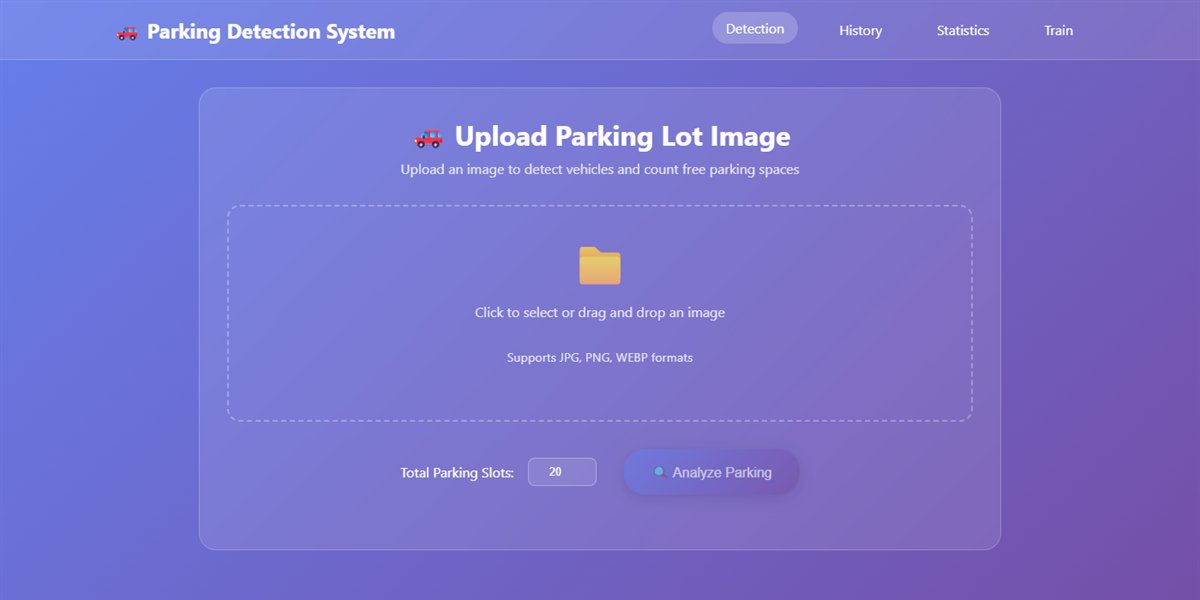 Parking Detection System
Detection
History
Statistics
Train
Upload Parking Lot Image
Upload an image to detect vehicles and count free parking spaces
Click to select or drag and drop an image
Supports JPG, PNG, WEBP formats
Total Parking Slots:
20
Analyze Parking